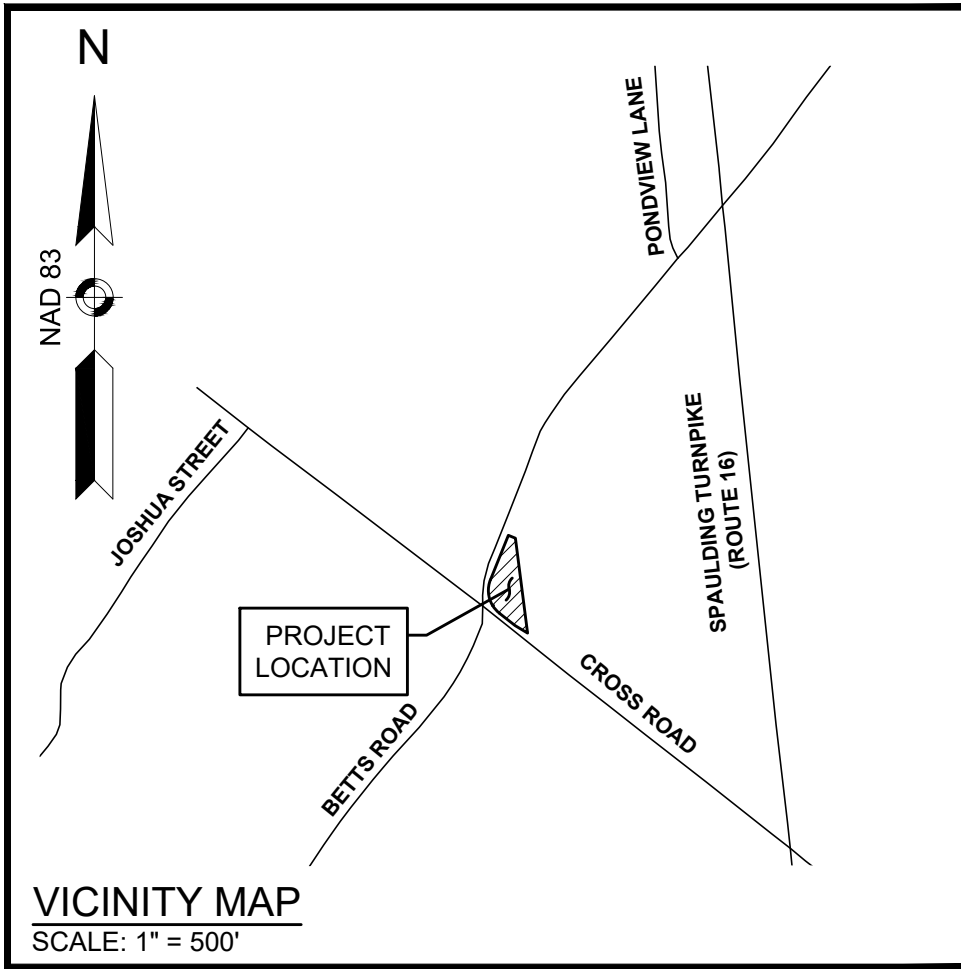 N
NAD 83
PONDVIEW LANE
JOSHUA STREET
SPAULDING TURNPIKE
(ROUTE 16)
PROJECT
LOCATION
CROSS ROAD
BETTS ROAD
VICINITY MAP
SCALE: 1" = 500'